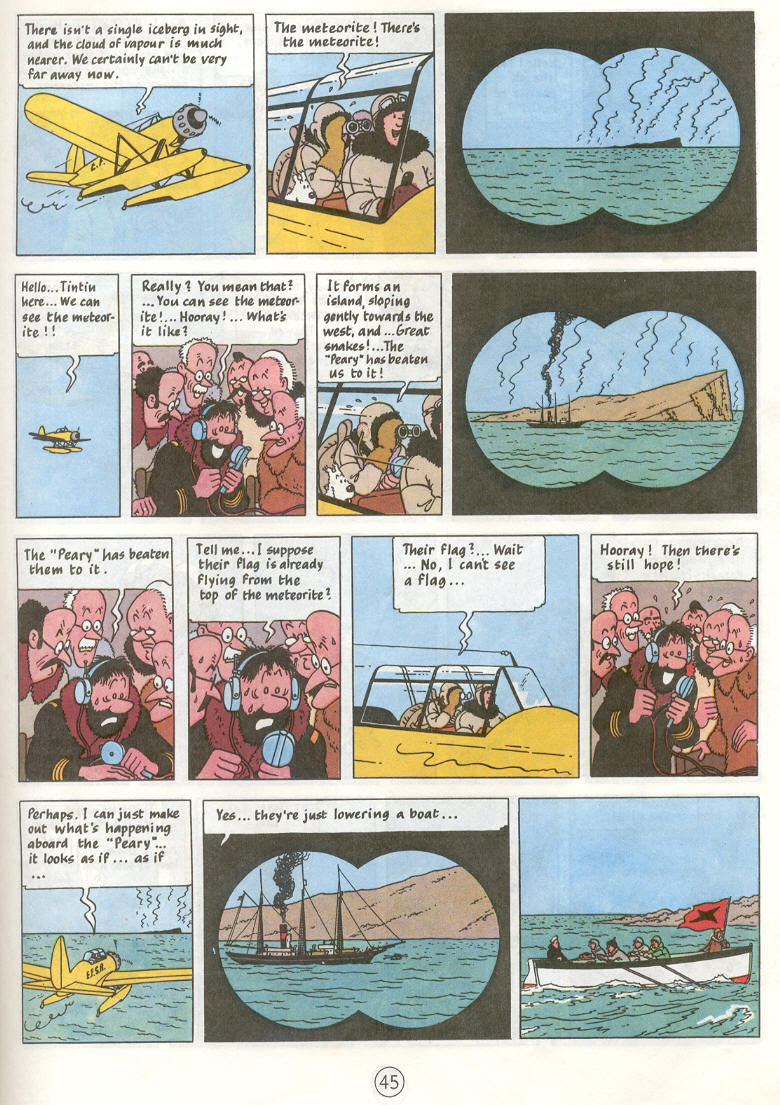 There isn't a single iceberg in sight,
and the cloud of vapour is much
nearer. We certainly can't be very
far away now.
E.F.
The meteorite! There's
the meteorite!
Hello... Tintin
here... We can
see the meteor-
ite!!
Really? You mean that?
...You can see the meteor-
ite!... Hooray!... What's
it like?
It forms an
island, sloping
gently towards the
west, and ...Great
snakes!...The
"Peary" has beaten
us to it!
The "Peary" has beaten
them to it.
Tell me...I suppose
their flag is already
flying from the
top of the meteorite?
Their flag?... Wait
... No, I can't see
a flag...
Hooray! Then there's
still hope!
Perhaps. I can just make
out what's happening
aboard the "Peary"...
it looks as if ... as if
...
E.F.S.R.
Yes... they're just lowering a boat...
45